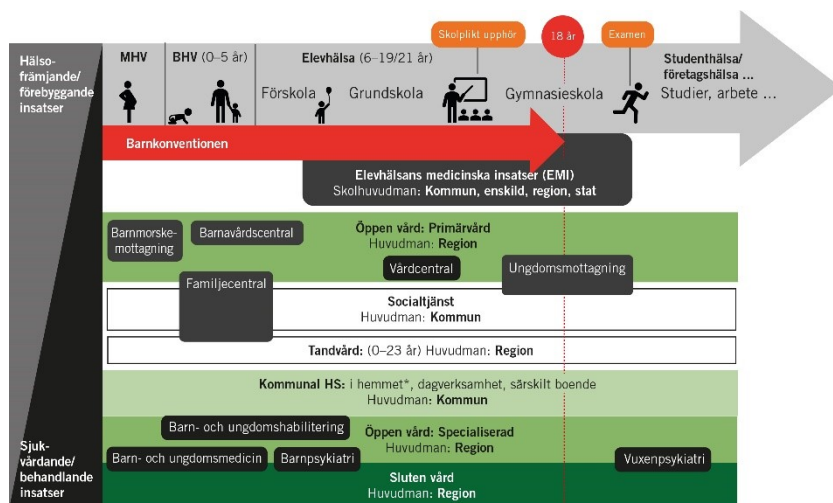 Hälso-
främjande/
förebyggande
insatser
MHV
BHV (0–5 år)
Elevhälsa (6–19/21 år)
Skolplikt upphör
18 år
Examen
Studenthälsa/
företagshälsa ...
Studier, arbete ...
Förskola
Grundskola
Gymnasieskola
Barnkonventionen
Elevhälsans medicinska insatser (EMI)
Skolhuvudman: Kommun, enskild, region, stat
Öppen vård: Primärvård
Huvudman: Region
Barnmorske-
mottagning
Barnavårdscentral
Vårdcentral
Ungdomsmottagning
Familjecentral
Socialtjänst
Huvudman: Kommun
Tandvård: (0–23 år) Huvudman: Region
Kommunal HS: i hemmet*, dagverksamhet, särskilt boende
Huvudman: Kommun
Barn- och ungdomshabilitering
Öppen vård: Specialiserad
Huvudman: Region
Barn- och ungdomsmedicin
Barnpsykiatri
Vuxenpsykiatri
Sluten vård
Huvudman: Region
Sjuk-
vårdande/
behandlande
insatser